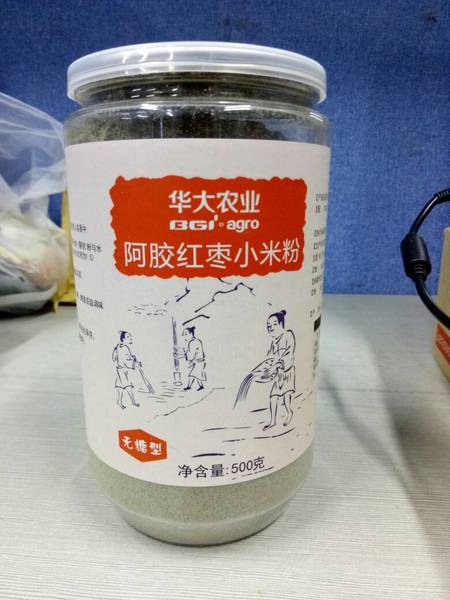 华大农业
BGI agro
阿胶红枣小米粉
无糖型
净含量:500克